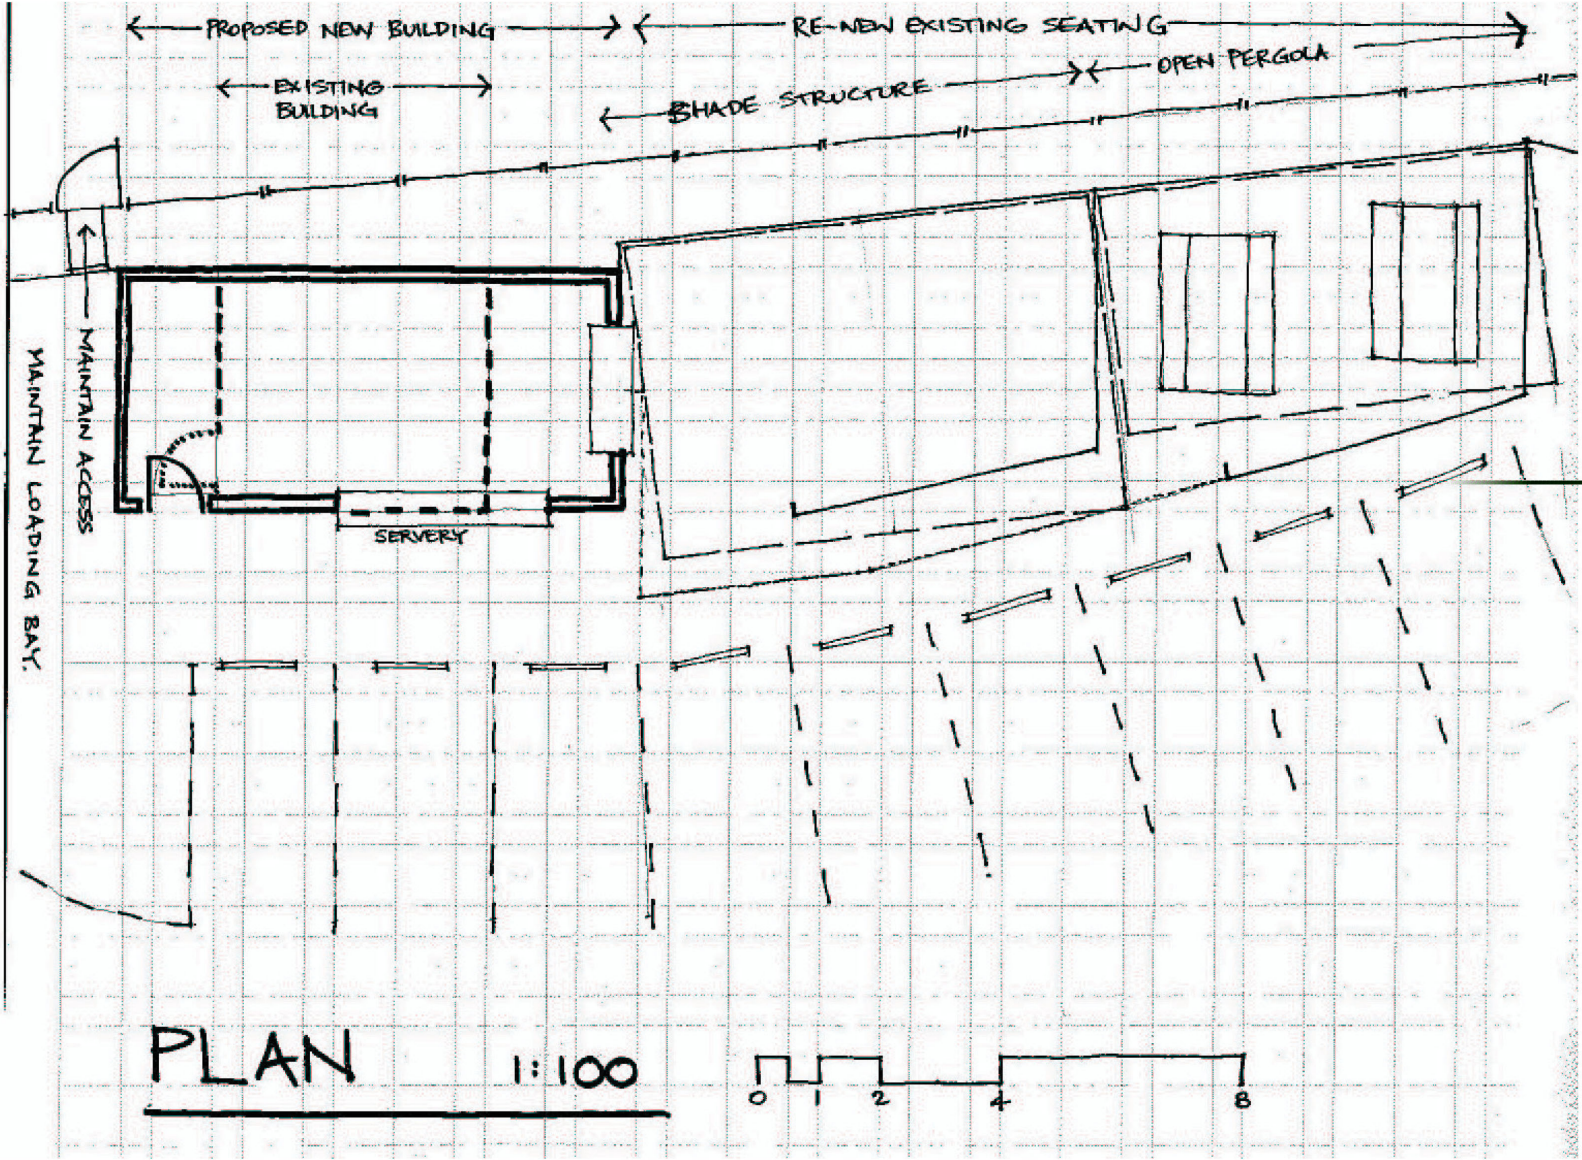 PROPOSED NEW BUILDING
RE-NEW EXISTING SEATING
EXISTING
BUILDING
SHADE STRUCTURE
OPEN PERGOLA
MAINTAIN ACCESS
MAINTAIN LOADING BAY.
SERVERY
PLAN 1:100
0 1 2 4 8